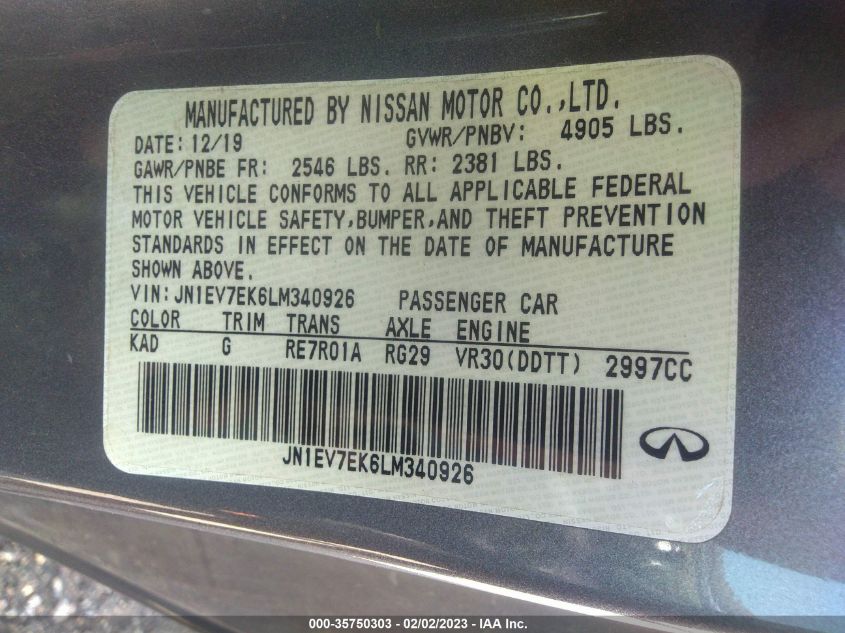 MANUFACTURED BY NISSAN MOTOR CO.,LTD.
DATE: 12/19 GVWR/PNBV: 4905 LBS.
GAWR/PNBE FR: 2546 LBS. RR: 2381 LBS.
THIS VEHICLE CONFORMS TO ALL APPLICABLE FEDERAL
MOTOR VEHICLE SAFETY,BUMPER,AND THEFT PREVENTION
STANDARDS IN EFFECT ON THE DATE OF MANUFACTURE
SHOWN ABOVE.
VIN:JN1EV7EK6LM340926 PASSENGER CAR
COLOR TRIM TRANS AXLE ENGINE
KAD G RE7R01A RG29 VR30(DDTT) 2997CC
JN1EV7EK6LM340926
000-35750303 - 02/02/2023 - IAA Inc.